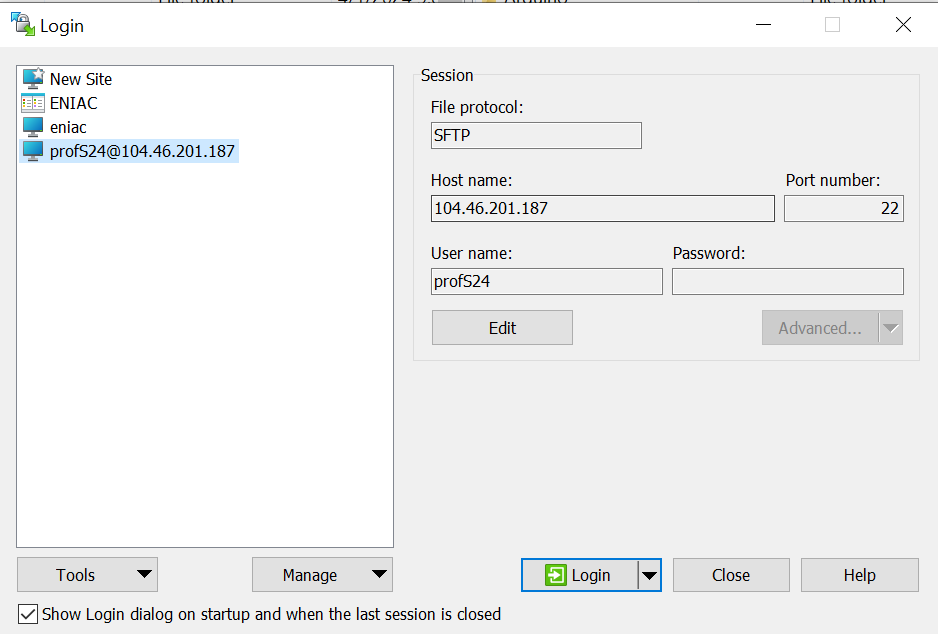 Login
New Site
ENIAC
eniac
profS24@104.46.201.187
Session
File protocol:
SFTP
Host name:
Port number:
104.46.201.187
22
User name:
Password:
profS24
Edit
Advanced...
Tools
Manage
Login
Close
Help
Show Login dialog on startup and when the last session is closed